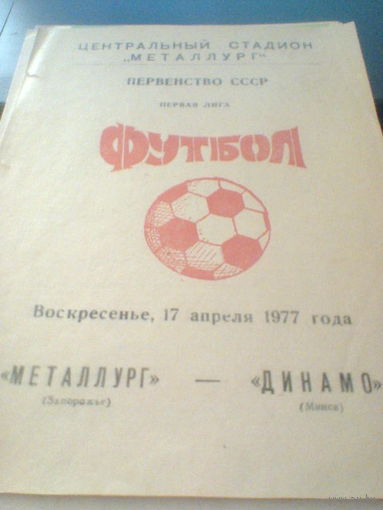 ЦЕНТРАЛЬНЫЙ СТАДИОН
„МЕТАЛЛУРГ“
ПЕРВЕНСТВО СССР
ПЕРВАЯ ЛИГА
ФУТБОЛ
Воскресенье, 17 апреля 1977 года
«МЕТАЛЛУРГ» — «ДИНАМО»
(Запорожье) (Минск)